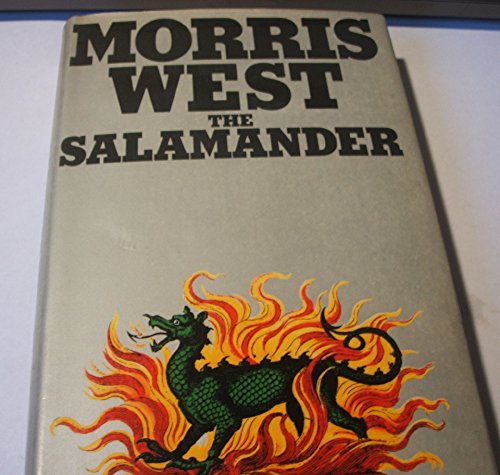 MORRIS
WEST
THE
SALAMANDER